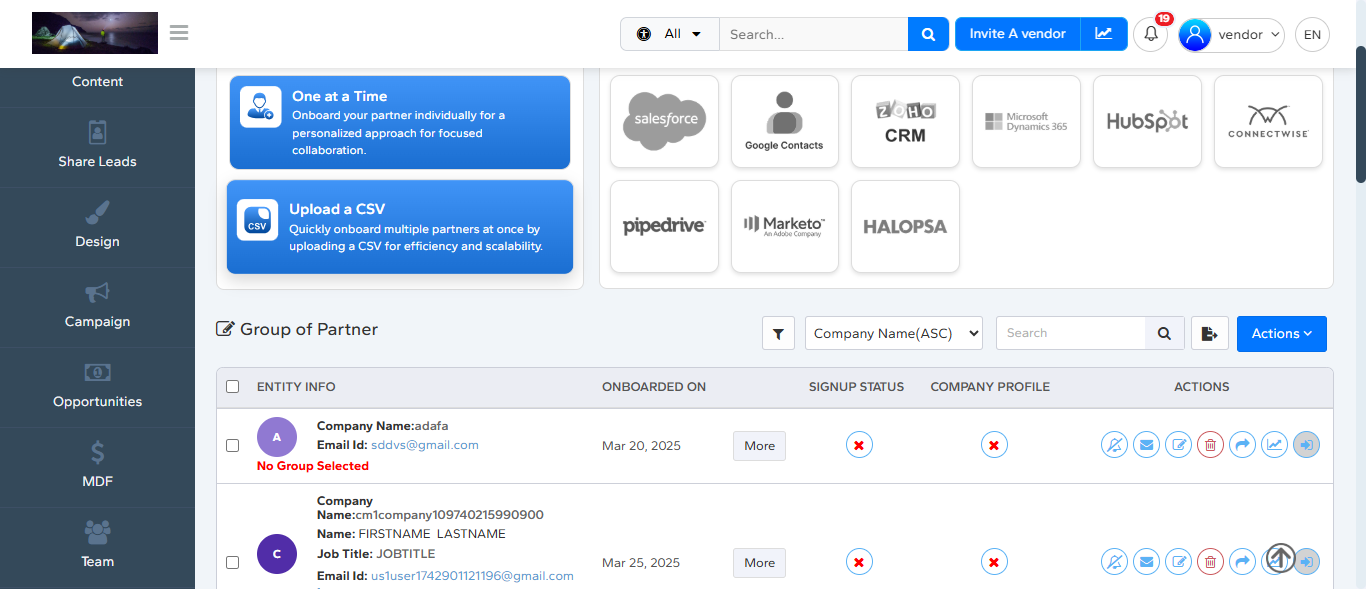 All
Search...
Invite A vendor
19
vendor
EN
Content
Share Leads
Design
Campaign
Opportunities
MDF
Team
One at a Time
Onboard your partner individually for a
personalized approach for focused
collaboration.
CSV
Upload a CSV
Quickly onboard multiple partners at once by
uploading a CSV for efficiency and scalability.
salesforce
Google Contacts
ZOHO
CRM
Microsoft
Dynamics 365
HubSpot
CONNECTWISE
pipedrive
Marketo™
An Adobe Company
HALOPSA
Group of Partner
Company Name(ASC)
Search
Actions
ENTITY INFO ONBOARDED ON SIGNUP STATUS COMPANY PROFILE ACTIONS
A
Company Name:adafa
Email Id: sddvs@gmail.com
No Group Selected
Mar 20, 2025
More
C
Company
Name:cm1company109740215990900
Name: FIRSTNAME LASTNAME
Job Title: JOBTITLE
Email Id: us1user1742901121196@gmail.com
Mar 25, 2025
More